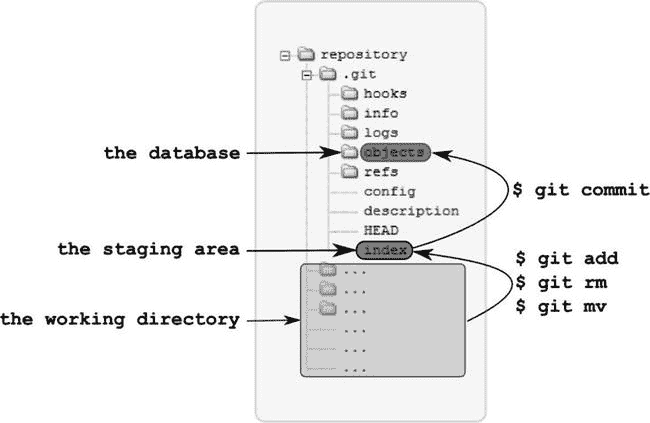 repository
.git
hooks
info
logs
the database
objects
refs
config
$ git commit
description
HEAD
the staging area
index
$ git add
...
$ git rm
...
$ git mv
...
the working directory
...
...
...